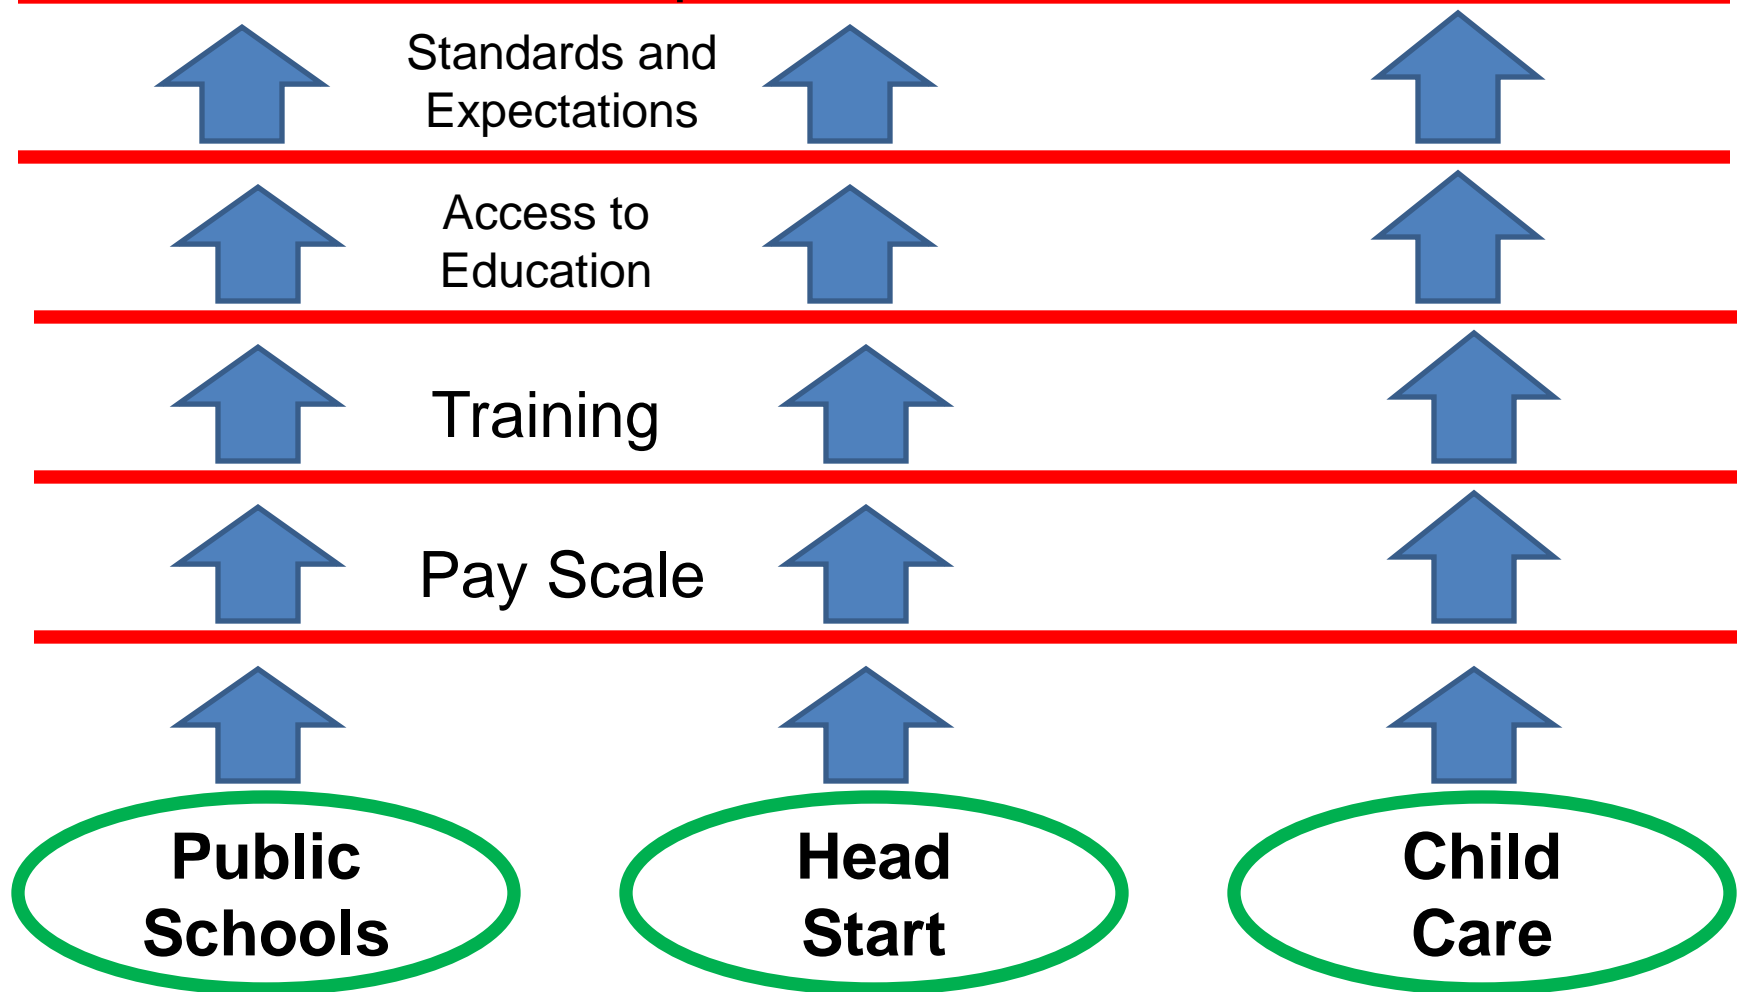 Standards and
Expectations
Access to
Education
Training
Pay Scale
Public
Schools
Head
Start
Child
Care